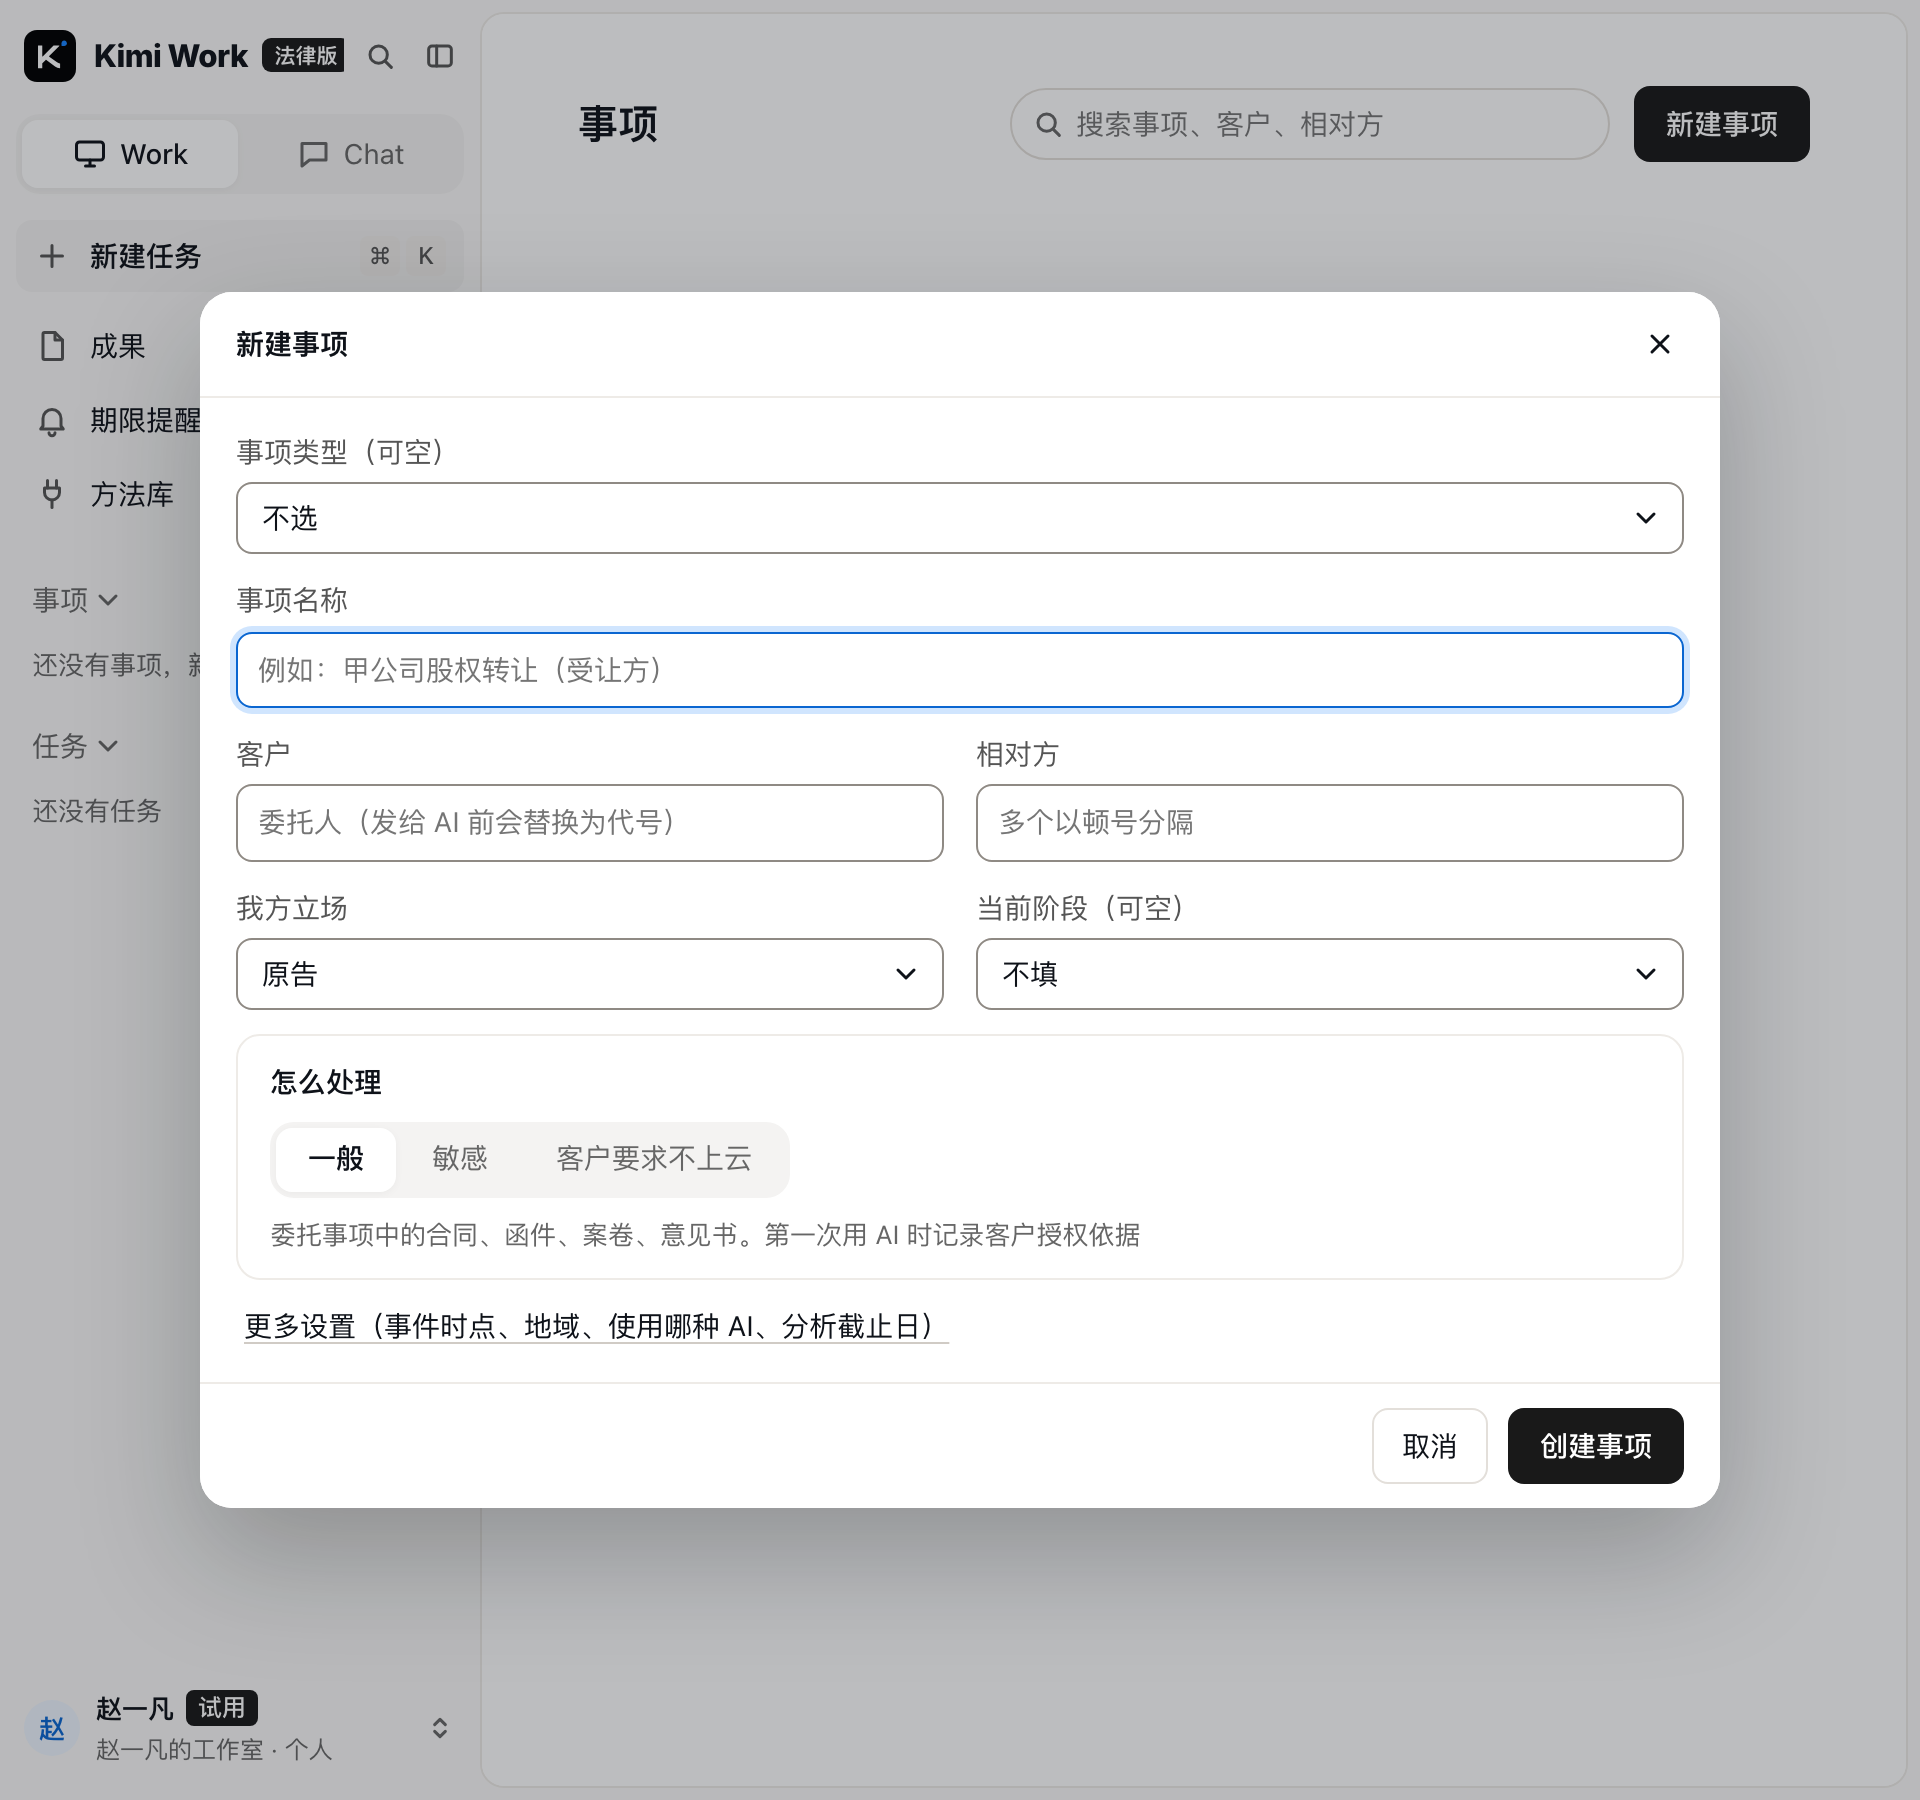 Kimi Work 法律版
Work Chat
新建任务 ⌘ K
成果
期限提醒
方法库
事项
还没有事项，
任务
还没有任务
赵 赵一凡 试用
赵一凡的工作室 · 个人
事项
搜索事项、客户、相对方
新建事项
新建事项
事项类型（可空）
不选
事项名称
例如：甲公司股权转让（受让方）
客户 相对方
委托人（发给 AI 前会替换为代号） 多个以顿号分隔
我方立场 当前阶段（可空）
原告 不填
怎么处理
一般 敏感 客户要求不上云
委托事项中的合同、函件、案卷、意见书。第一次用 AI 时记录客户授权依据
更多设置（事件时点、地域、使用哪种 AI、分析截止日）
取消 创建事项